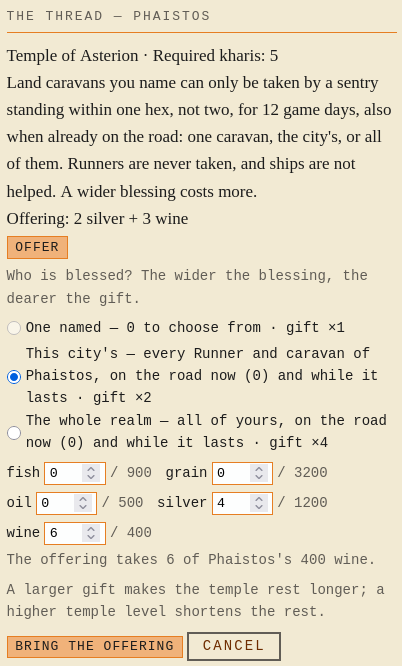 THE THREAD — PHAISTOS
Temple of Asterion · Required kharis: 5
Land caravans you name can only be taken by a sentry
standing within one hex, not two, for 12 game days, also
when already on the road: one caravan, the city's, or all
of them. Runners are never taken, and ships are not
helped. A wider blessing costs more.
Offering: 2 silver + 3 wine
OFFER
Who is blessed? The wider the blessing, the
dearer the gift.
One named — 0 to choose from · gift ×1
This city's — every Runner and caravan of
Phaistos, on the road now (0) and while it
lasts · gift ×2
The whole realm — all of yours, on the road
now (0) and while it lasts · gift ×4
fish 0 / 900 grain 0 / 3200
oil 0 / 500 silver 4 / 1200
wine 6 / 400
The offering takes 6 of Phaistos's 400 wine.
A larger gift makes the temple rest longer; a
higher temple level shortens the rest.
BRING THE OFFERING CANCEL